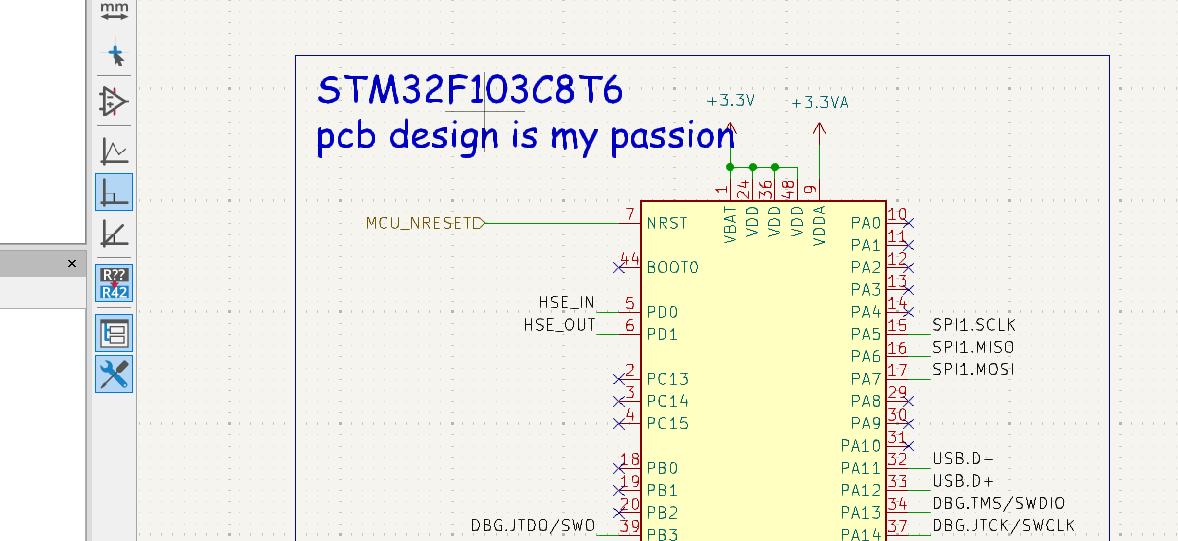 mm
STM32F103C8T6
pcb design is my passion
+3.3V
+3.3VA
R??
R42
1
24
36
48
9
VBAT
VDD
VDD
VDD
VDDA
MCU_NRESET
7
NRST
44
BOOT0
HSE_IN
5
PD0
HSE_OUT
6
PD1
2
PC13
3
PC14
4
PC15
18
PB0
19
PB1
20
PB2
DBG.JTDO/SWO
39
PB3
PA0
10
PA1
11
PA2
12
PA3
13
PA4
14
PA5
15
SPI1.SCLK
PA6
16
SPI1.MISO
PA7
17
SPI1.MOSI
PA8
29
PA9
30
PA10
31
PA11
32
USB.D-
PA12
33
USB.D+
PA13
34
DBG.TMS/SWDIO
PA14
37
DBG.JTCK/SWCLK